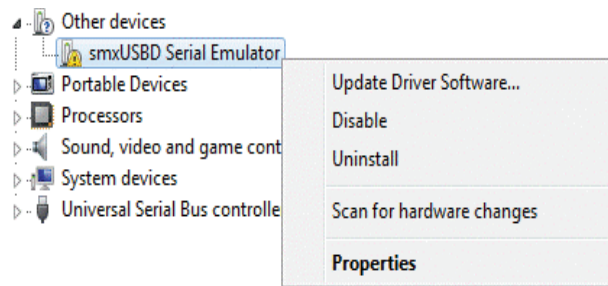 Other devices
smxUSBD Serial Emulator
Portable Devices
Processors
Sound, video and game cont
System devices
Universal Serial Bus controlle
Update Driver Software...
Disable
Uninstall
Scan for hardware changes
Properties